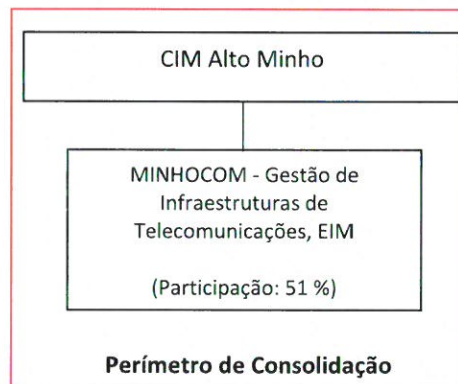 CIM Alto Minho
MINHOCOM - Gestão de
Infraestruturas de
Telecomunicações, EIM
(Participação: 51 %)
Perímetro de Consolidação